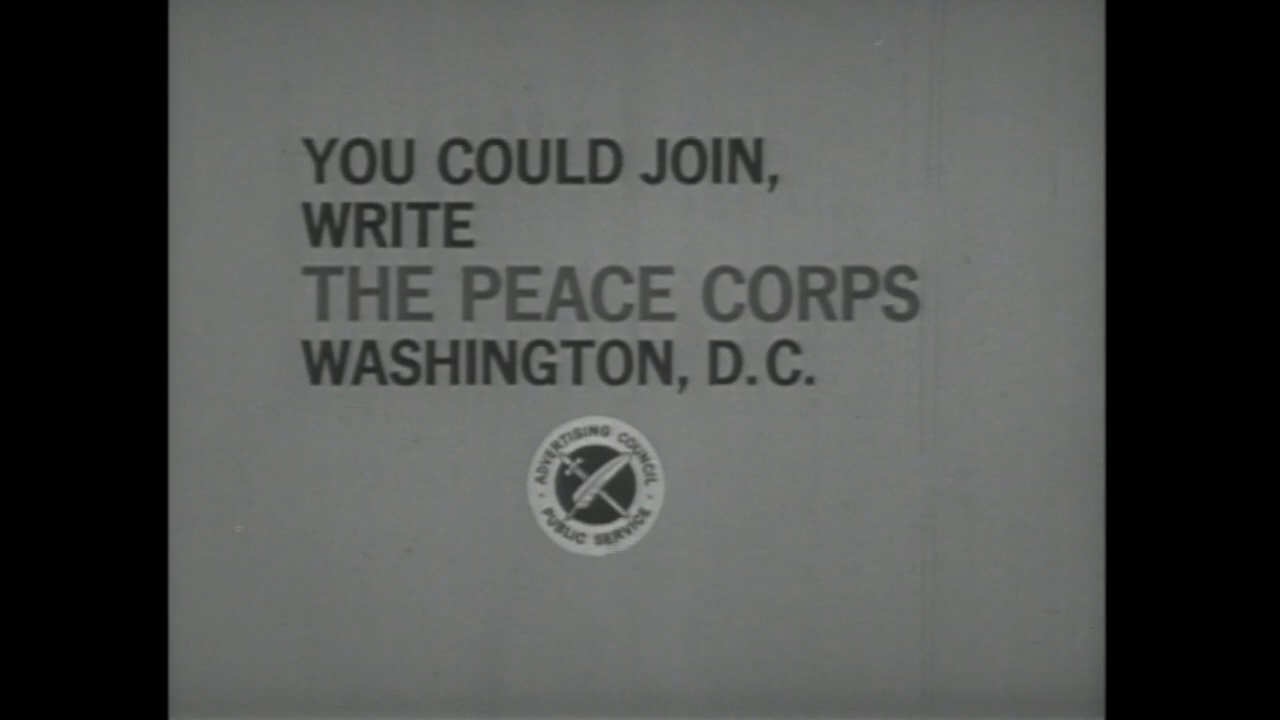 YOU COULD JOIN,
WRITE
THE PEACE CORPS
WASHINGTON, D.C.
ADVERTISING COUNCIL
PUBLIC SERVICE